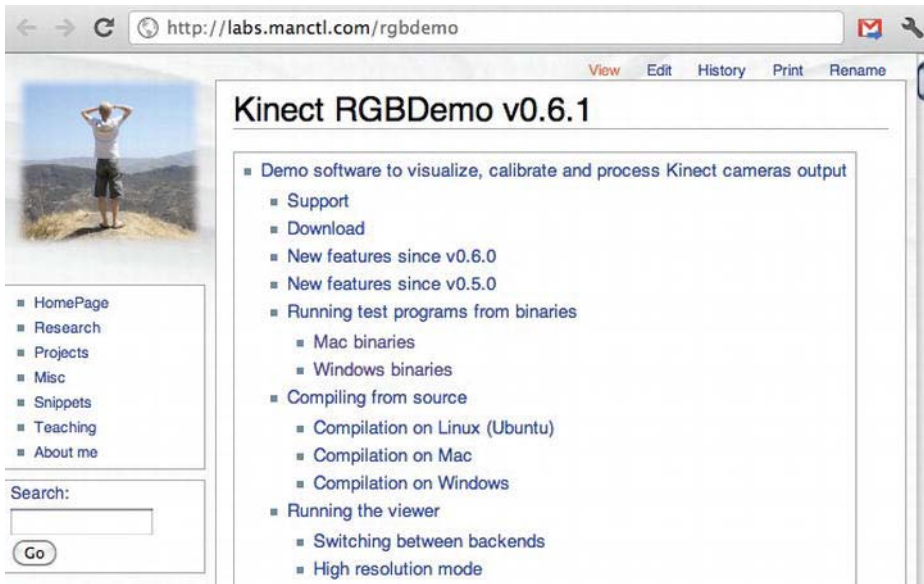 http://labs.manctl.com/rgbdemo
View Edit History Print Rename
Kinect RGBDemo v0.6.1
Demo software to visualize, calibrate and process Kinect cameras output
Support
Download
New features since v0.6.0
New features since v0.5.0
Running test programs from binaries
Mac binaries
Windows binaries
Compiling from source
Compilation on Linux (Ubuntu)
Compilation on Mac
Compilation on Windows
Running the viewer
Switching between backends
High resolution mode
HomePage
Research
Projects
Misc
Snippets
Teaching
About me
Search:
Go